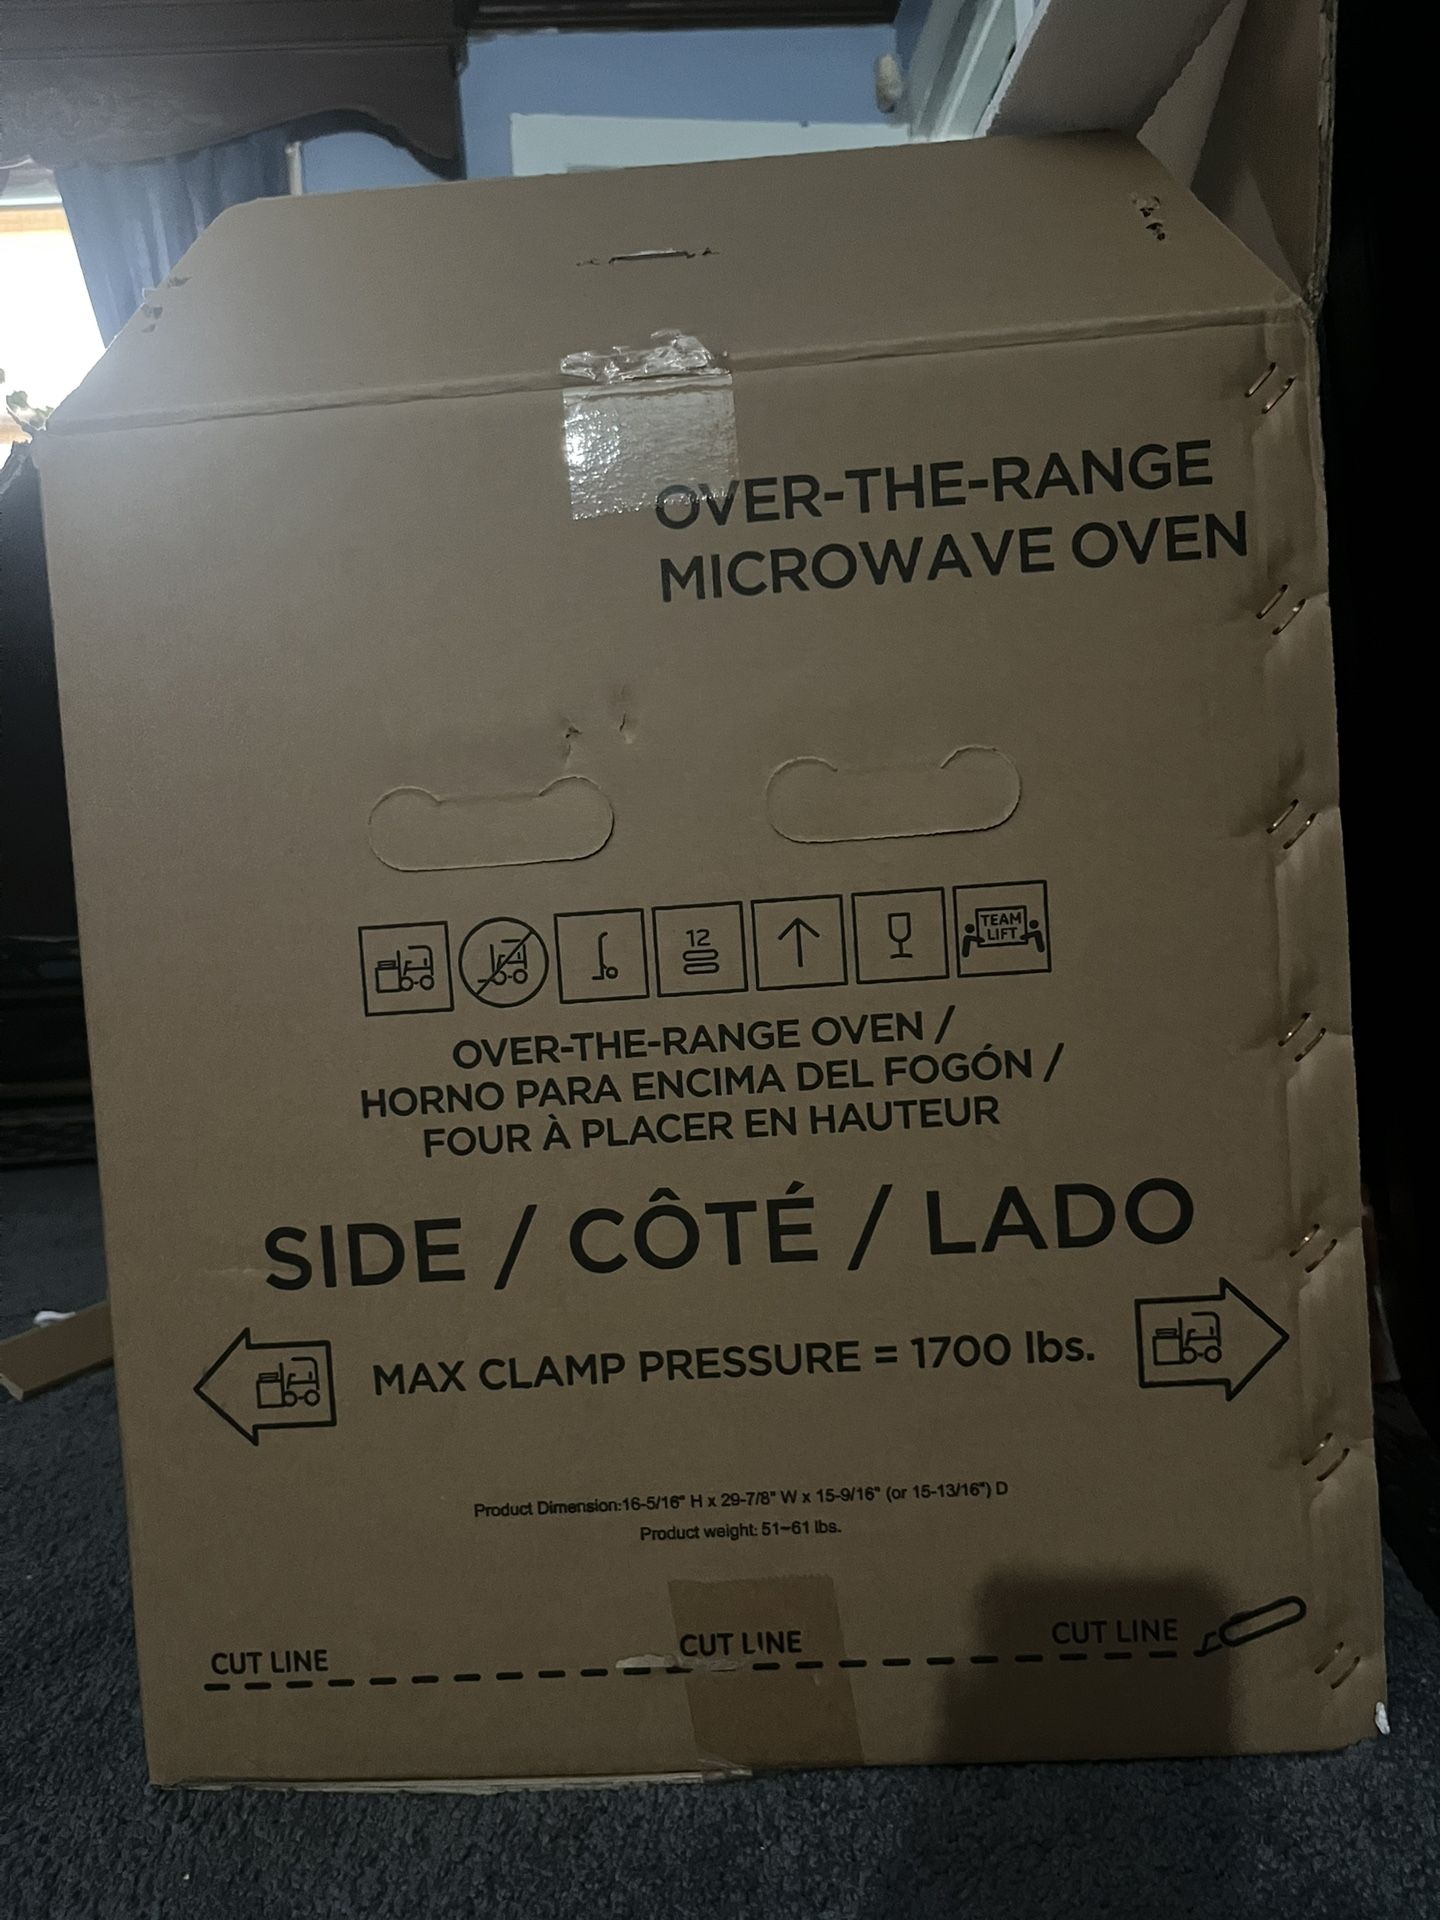 OVER-THE-RANGE
MICROWAVE OVEN
12
TEAM
LIFT
OVER-THE-RANGE OVEN /
HORNO PARA ENCIMA DEL FOGÓN /
FOUR À PLACER EN HAUTEUR
SIDE / CÔTÉ / LADO
MAX CLAMP PRESSURE = 1700 lbs.
Product Dimension:16-5/16" H x 29-7/8" W x 15-9/16" (or 15-13/16") D
Product weight: 51~61 lbs.
CUT LINE CUT LINE CUT LINE